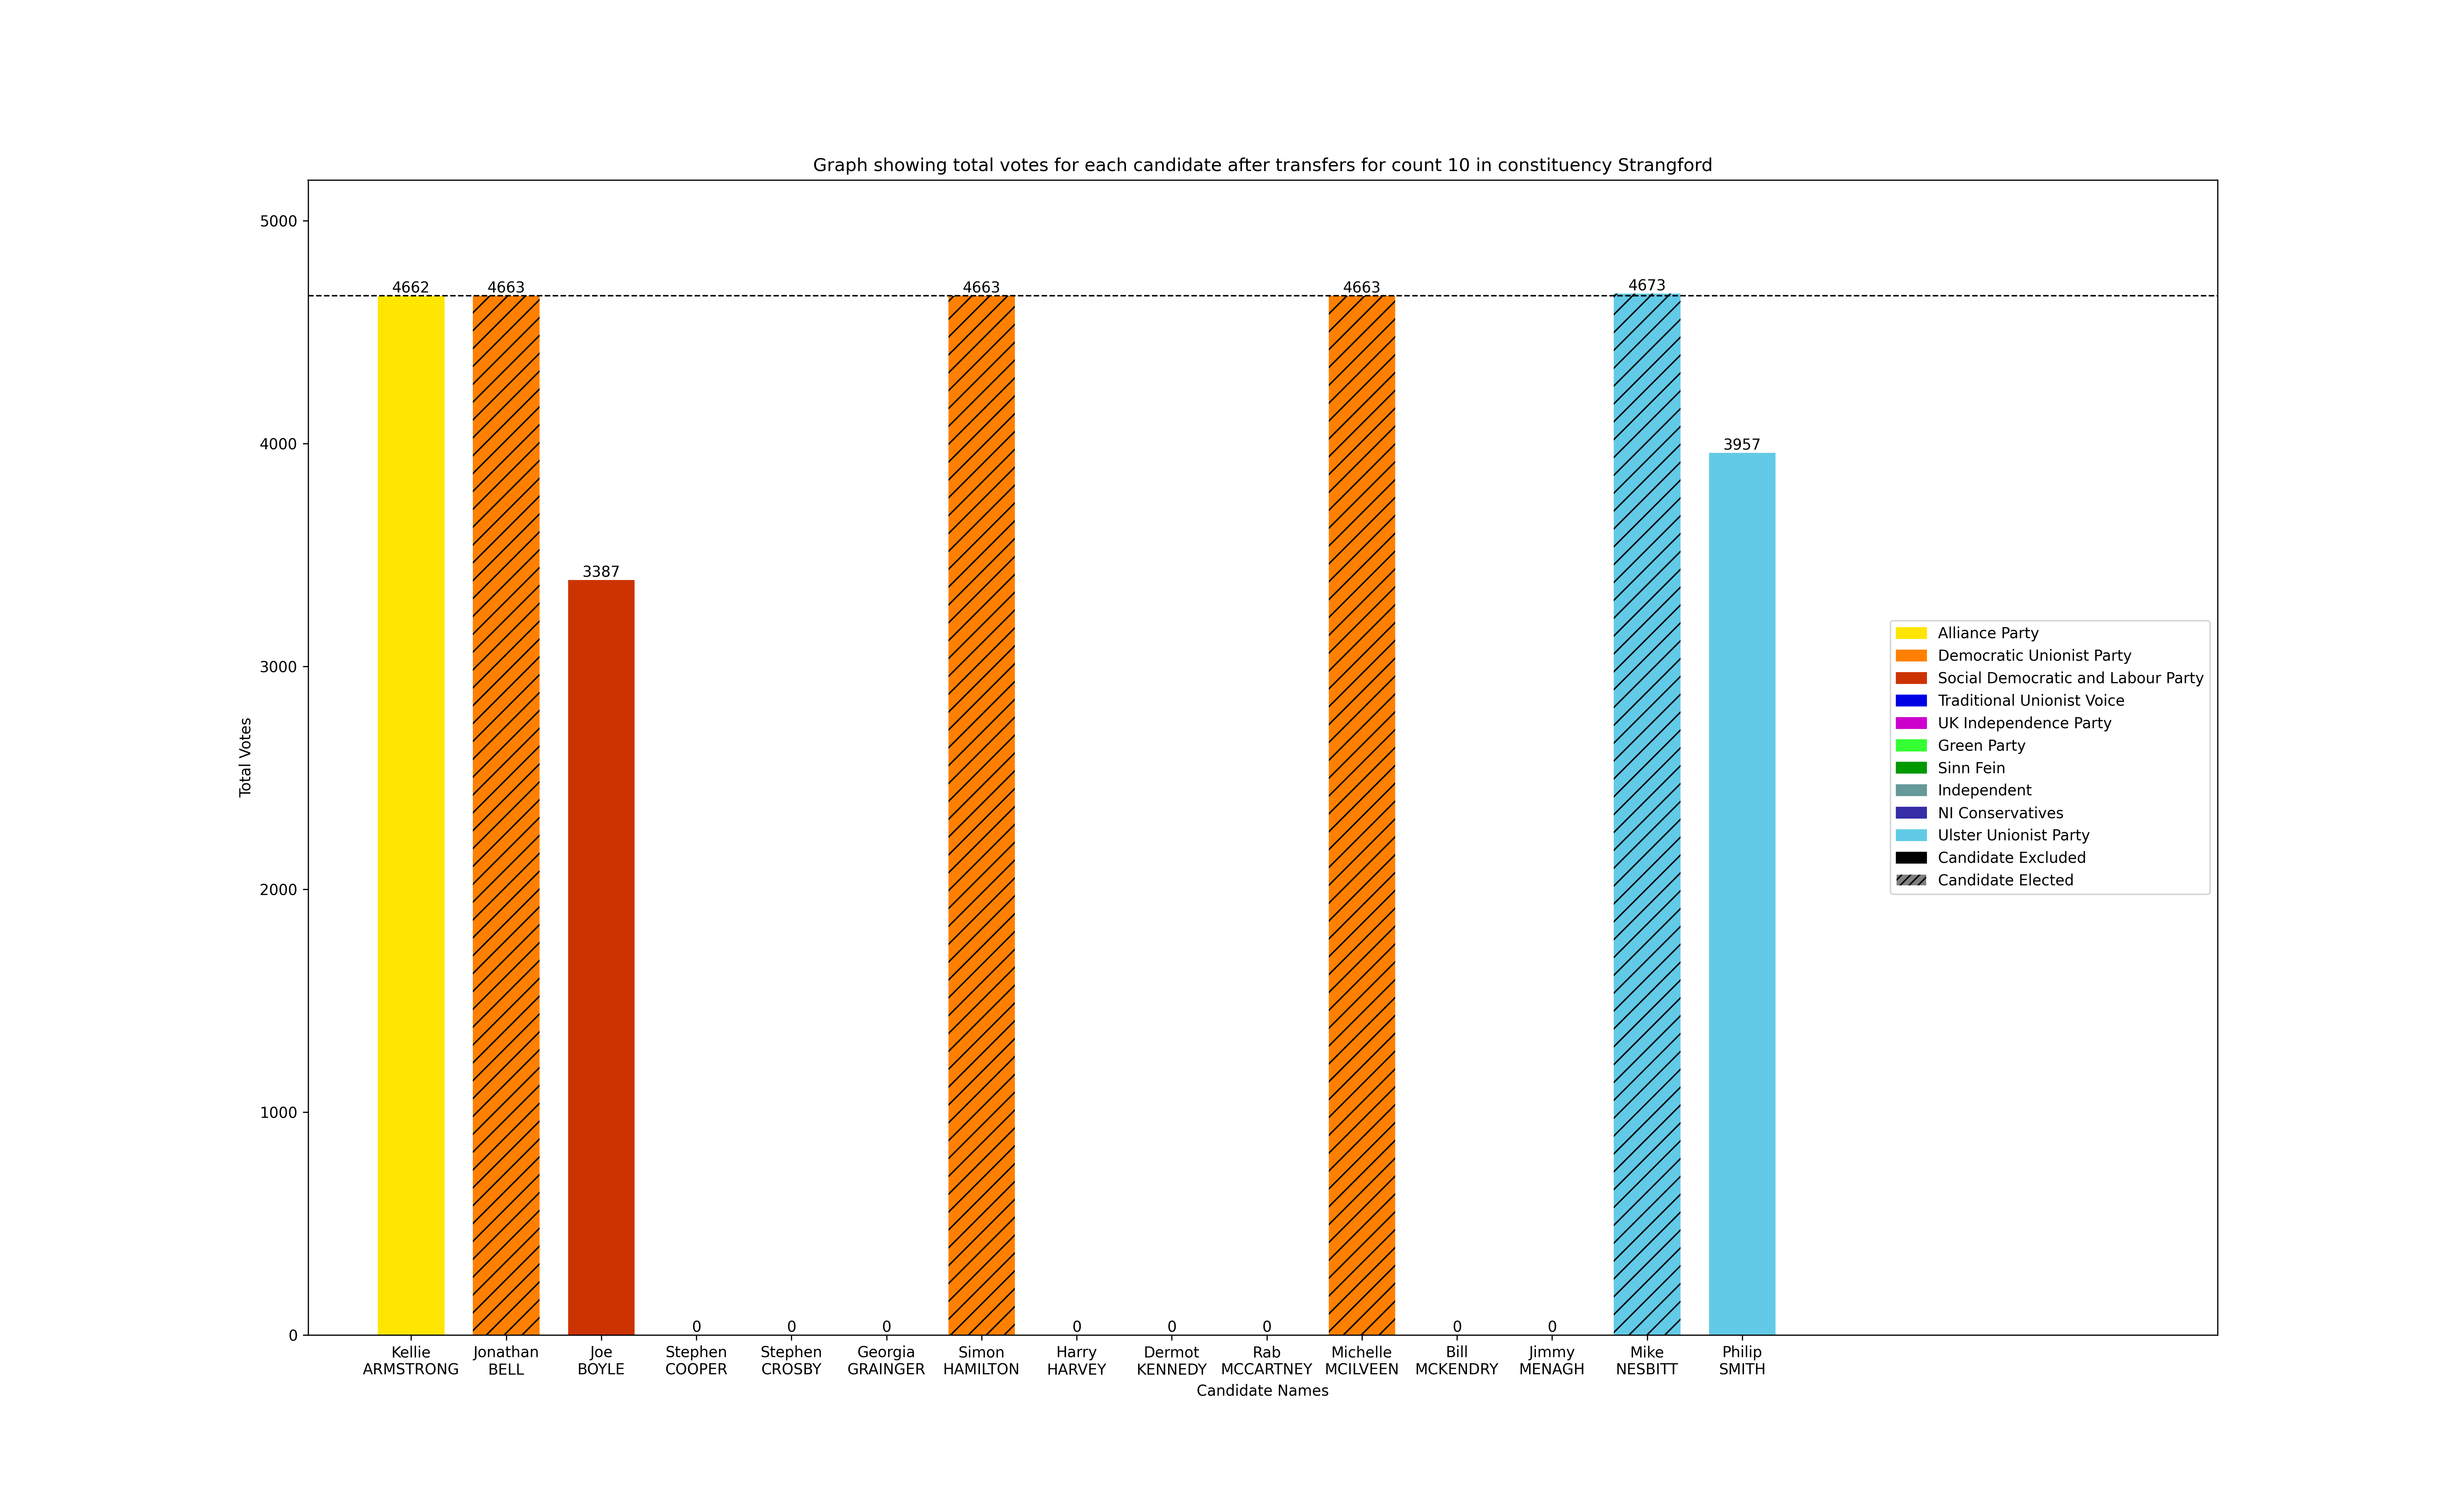 Graph showing total votes for each candidate after transfers for count 10 in constituency Strangford
5000
4000
3000
2000
1000
0
Total Votes
4662
4663
3387
0
0
0
4663
0
0
0
4663
0
0
4673
3957
Kellie
ARMSTRONG
Jonathan
BELL
Joe
BOYLE
Stephen
COOPER
Stephen
CROSBY
Georgia
GRAINGER
Simon
HAMILTON
Harry
HARVEY
Dermot
KENNEDY
Rab
MCCARTNEY
Michelle
MCILVEEN
Bill
MCKENDRY
Jimmy
MENAGH
Mike
NESBITT
Philip
SMITH
Candidate Names
Alliance Party
Democratic Unionist Party
Social Democratic and Labour Party
Traditional Unionist Voice
UK Independence Party
Green Party
Sinn Fein
Independent
NI Conservatives
Ulster Unionist Party
Candidate Excluded
Candidate Elected